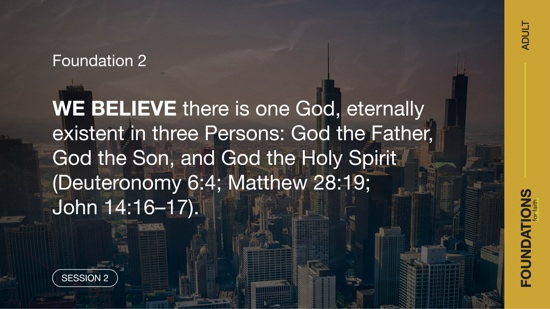 Foundation 2
WE BELIEVE there is one God, eternally
existent in three Persons: God the Father,
God the Son, and God the Holy Spirit
(Deuteronomy 6:4; Matthew 28:19;
John 14:16–17).
SESSION 2
ADULT
FOUNDATIONS
for faith